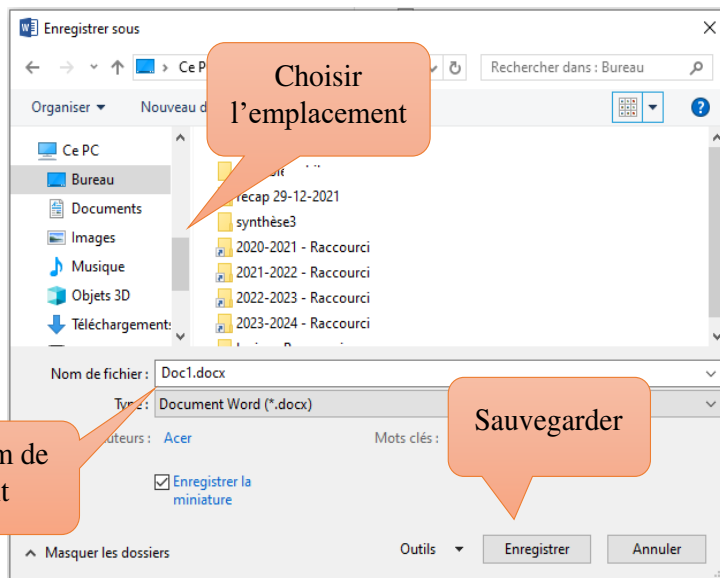 Enregistrer sous
Ce P
Rechercher dans : Bureau
Choisir
l'emplacement
Organiser
Nouveau d
Ce PC
Bureau
Documents
Images
Musique
Objets 3D
Téléchargements
recap 29-12-2021
synthèse3
2020-2021 - Raccourci
2021-2022 - Raccourci
2022-2023 - Raccourci
2023-2024 - Raccourci
Nom de fichier : Doc1.docx
Type : Document Word (*.docx)
Sauvegarder
m de
t
uteurs : Acer
Mots clés :
Enregistrer la
miniature
Masquer les dossiers
Outils
Enregistrer
Annuler